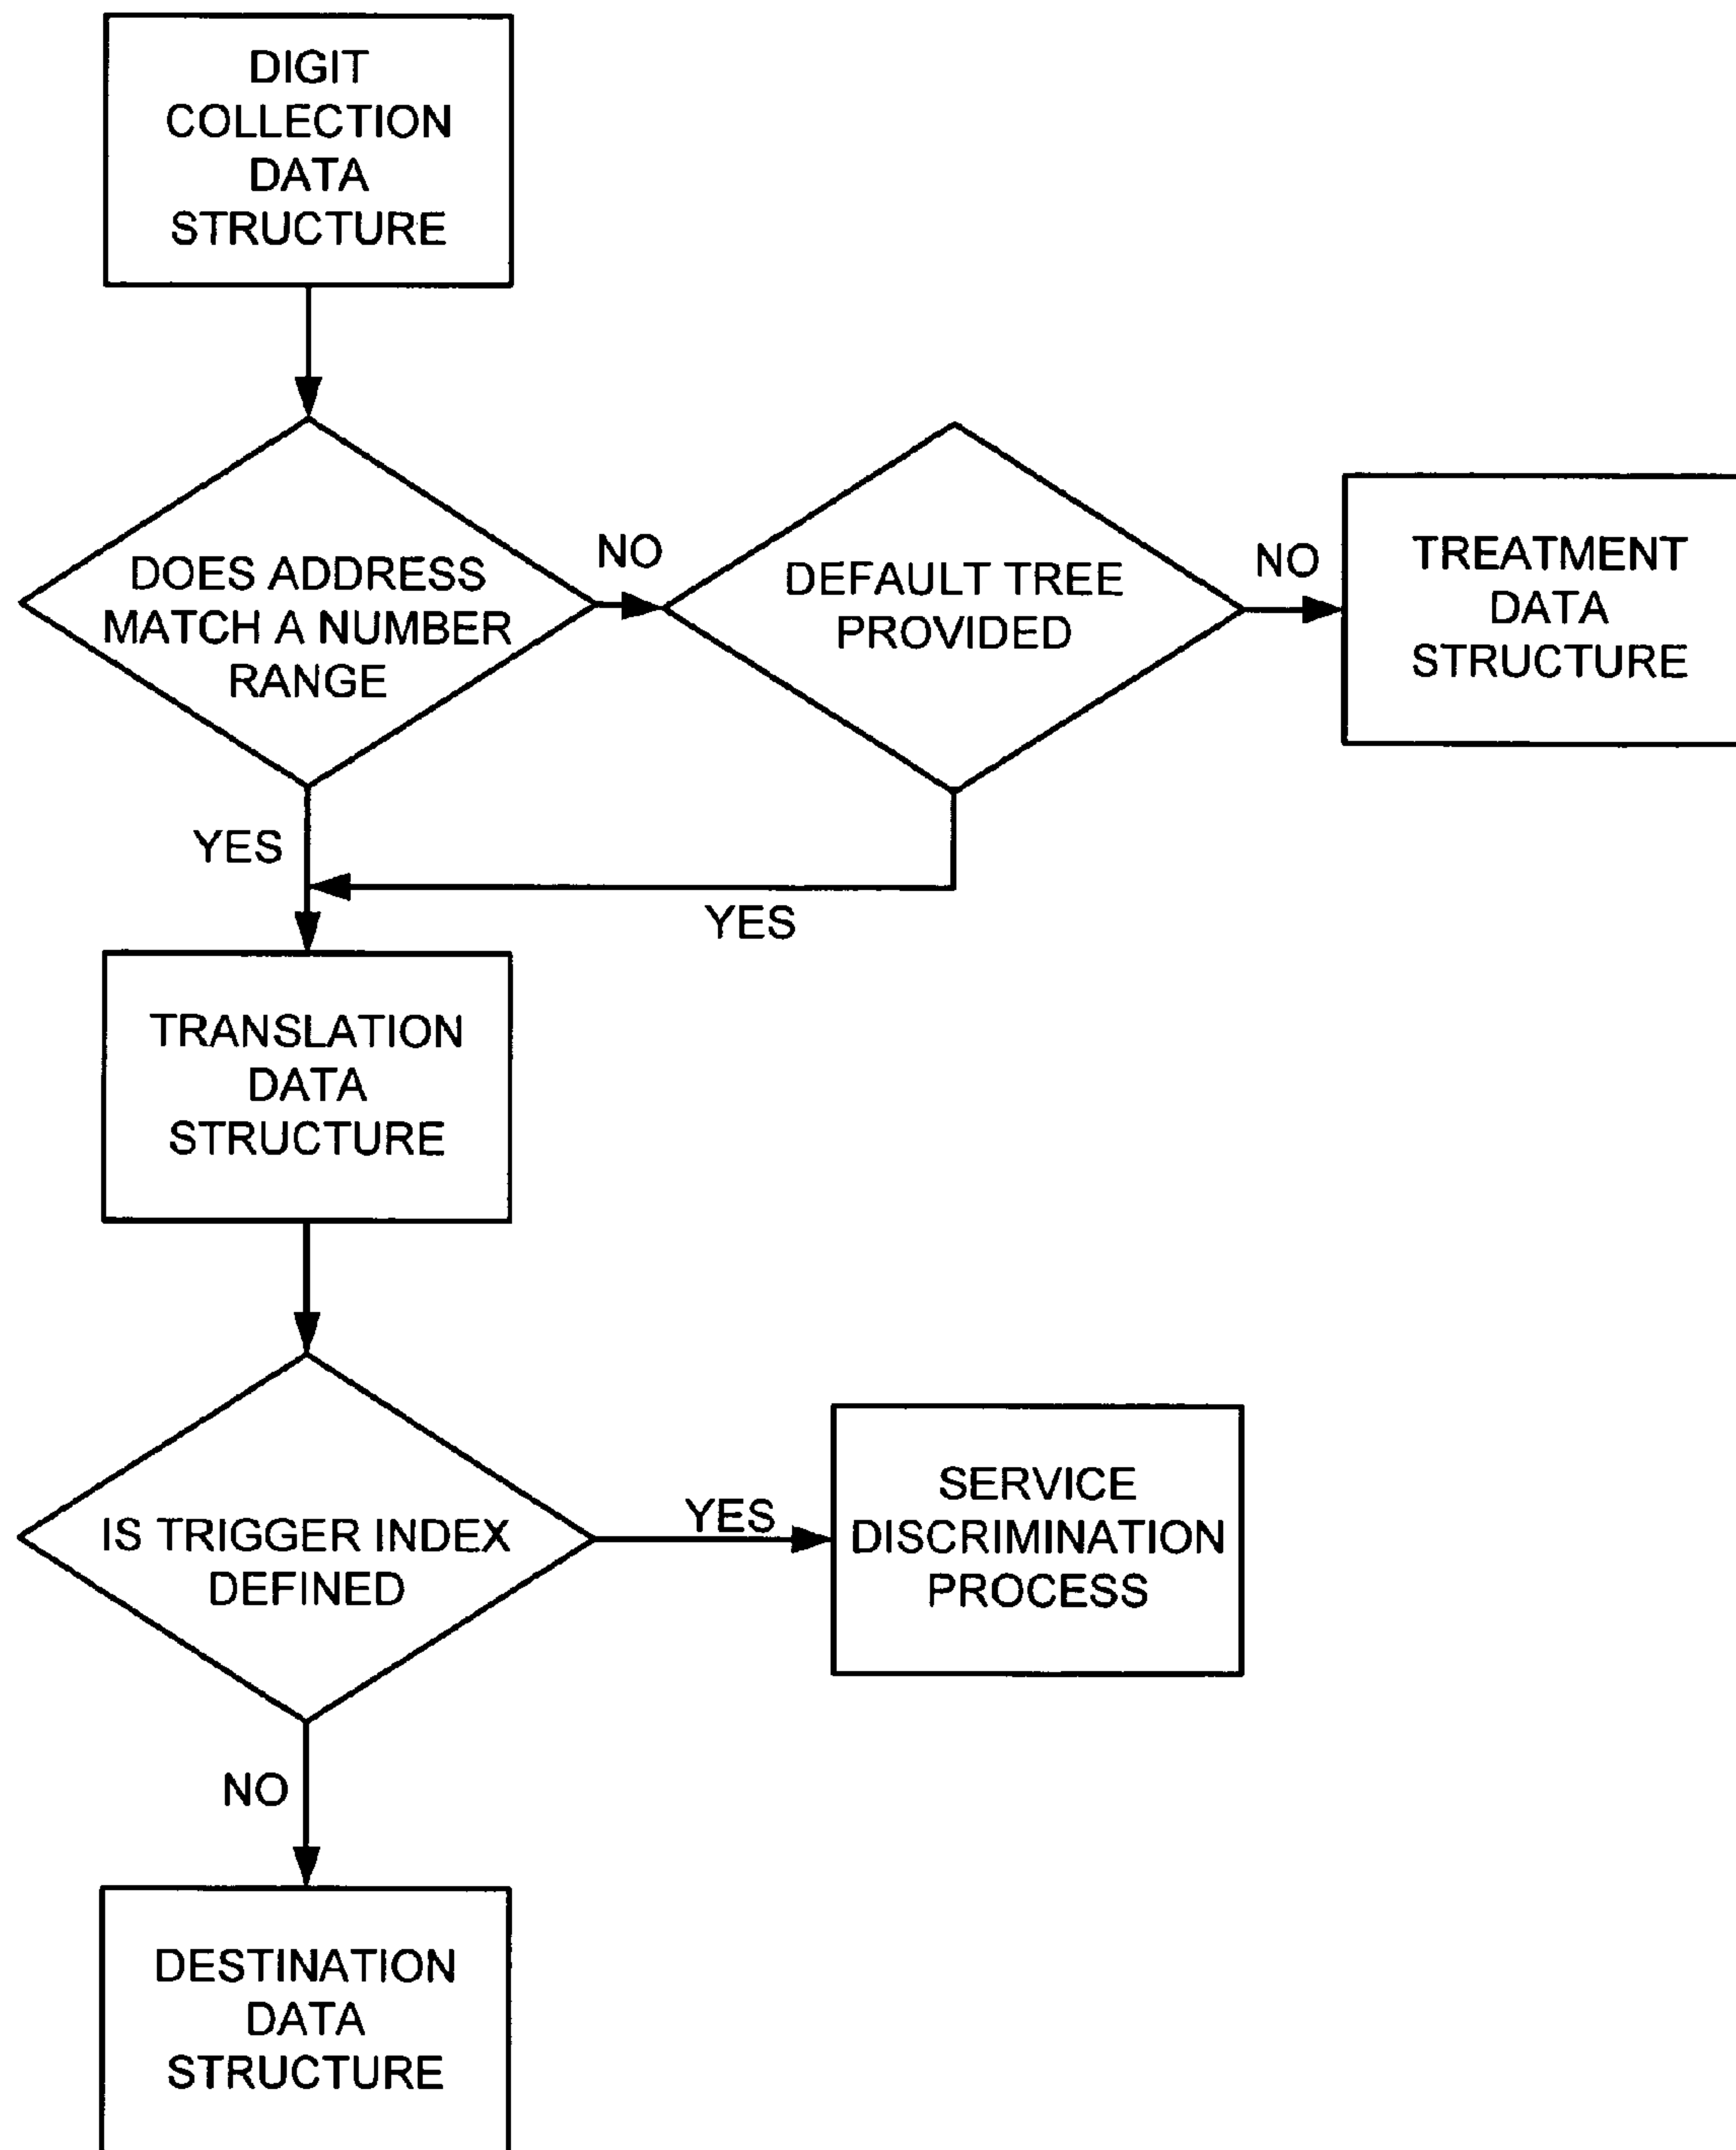 DIGIT
COLLECTION
DATA
STRUCTURE
DOES ADDRESS
MATCH A NUMBER
RANGE
NO
DEFAULT TREE
PROVIDED
NO
TREATMENT
DATA
STRUCTURE
YES
YES
TRANSLATION
DATA
STRUCTURE
IS TRIGGER INDEX
DEFINED
YES
SERVICE
DISCRIMINATION
PROCESS
NO
DESTINATION
DATA
STRUCTURE